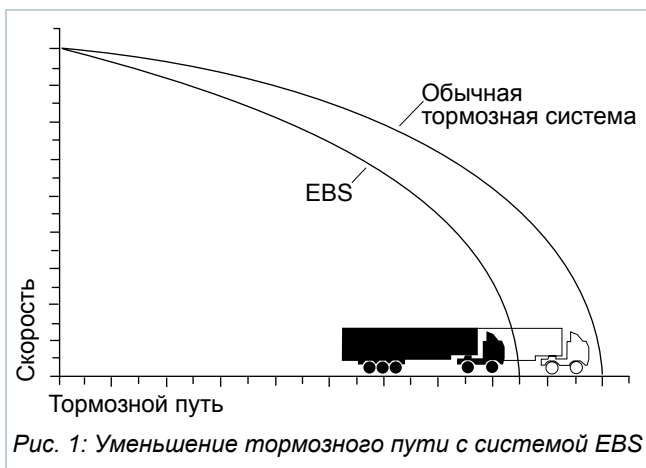 Обычная
тормозная система
EBS
Скорость
Тормозной путь
Рис. 1: Уменьшение тормозного пути с системой EBS